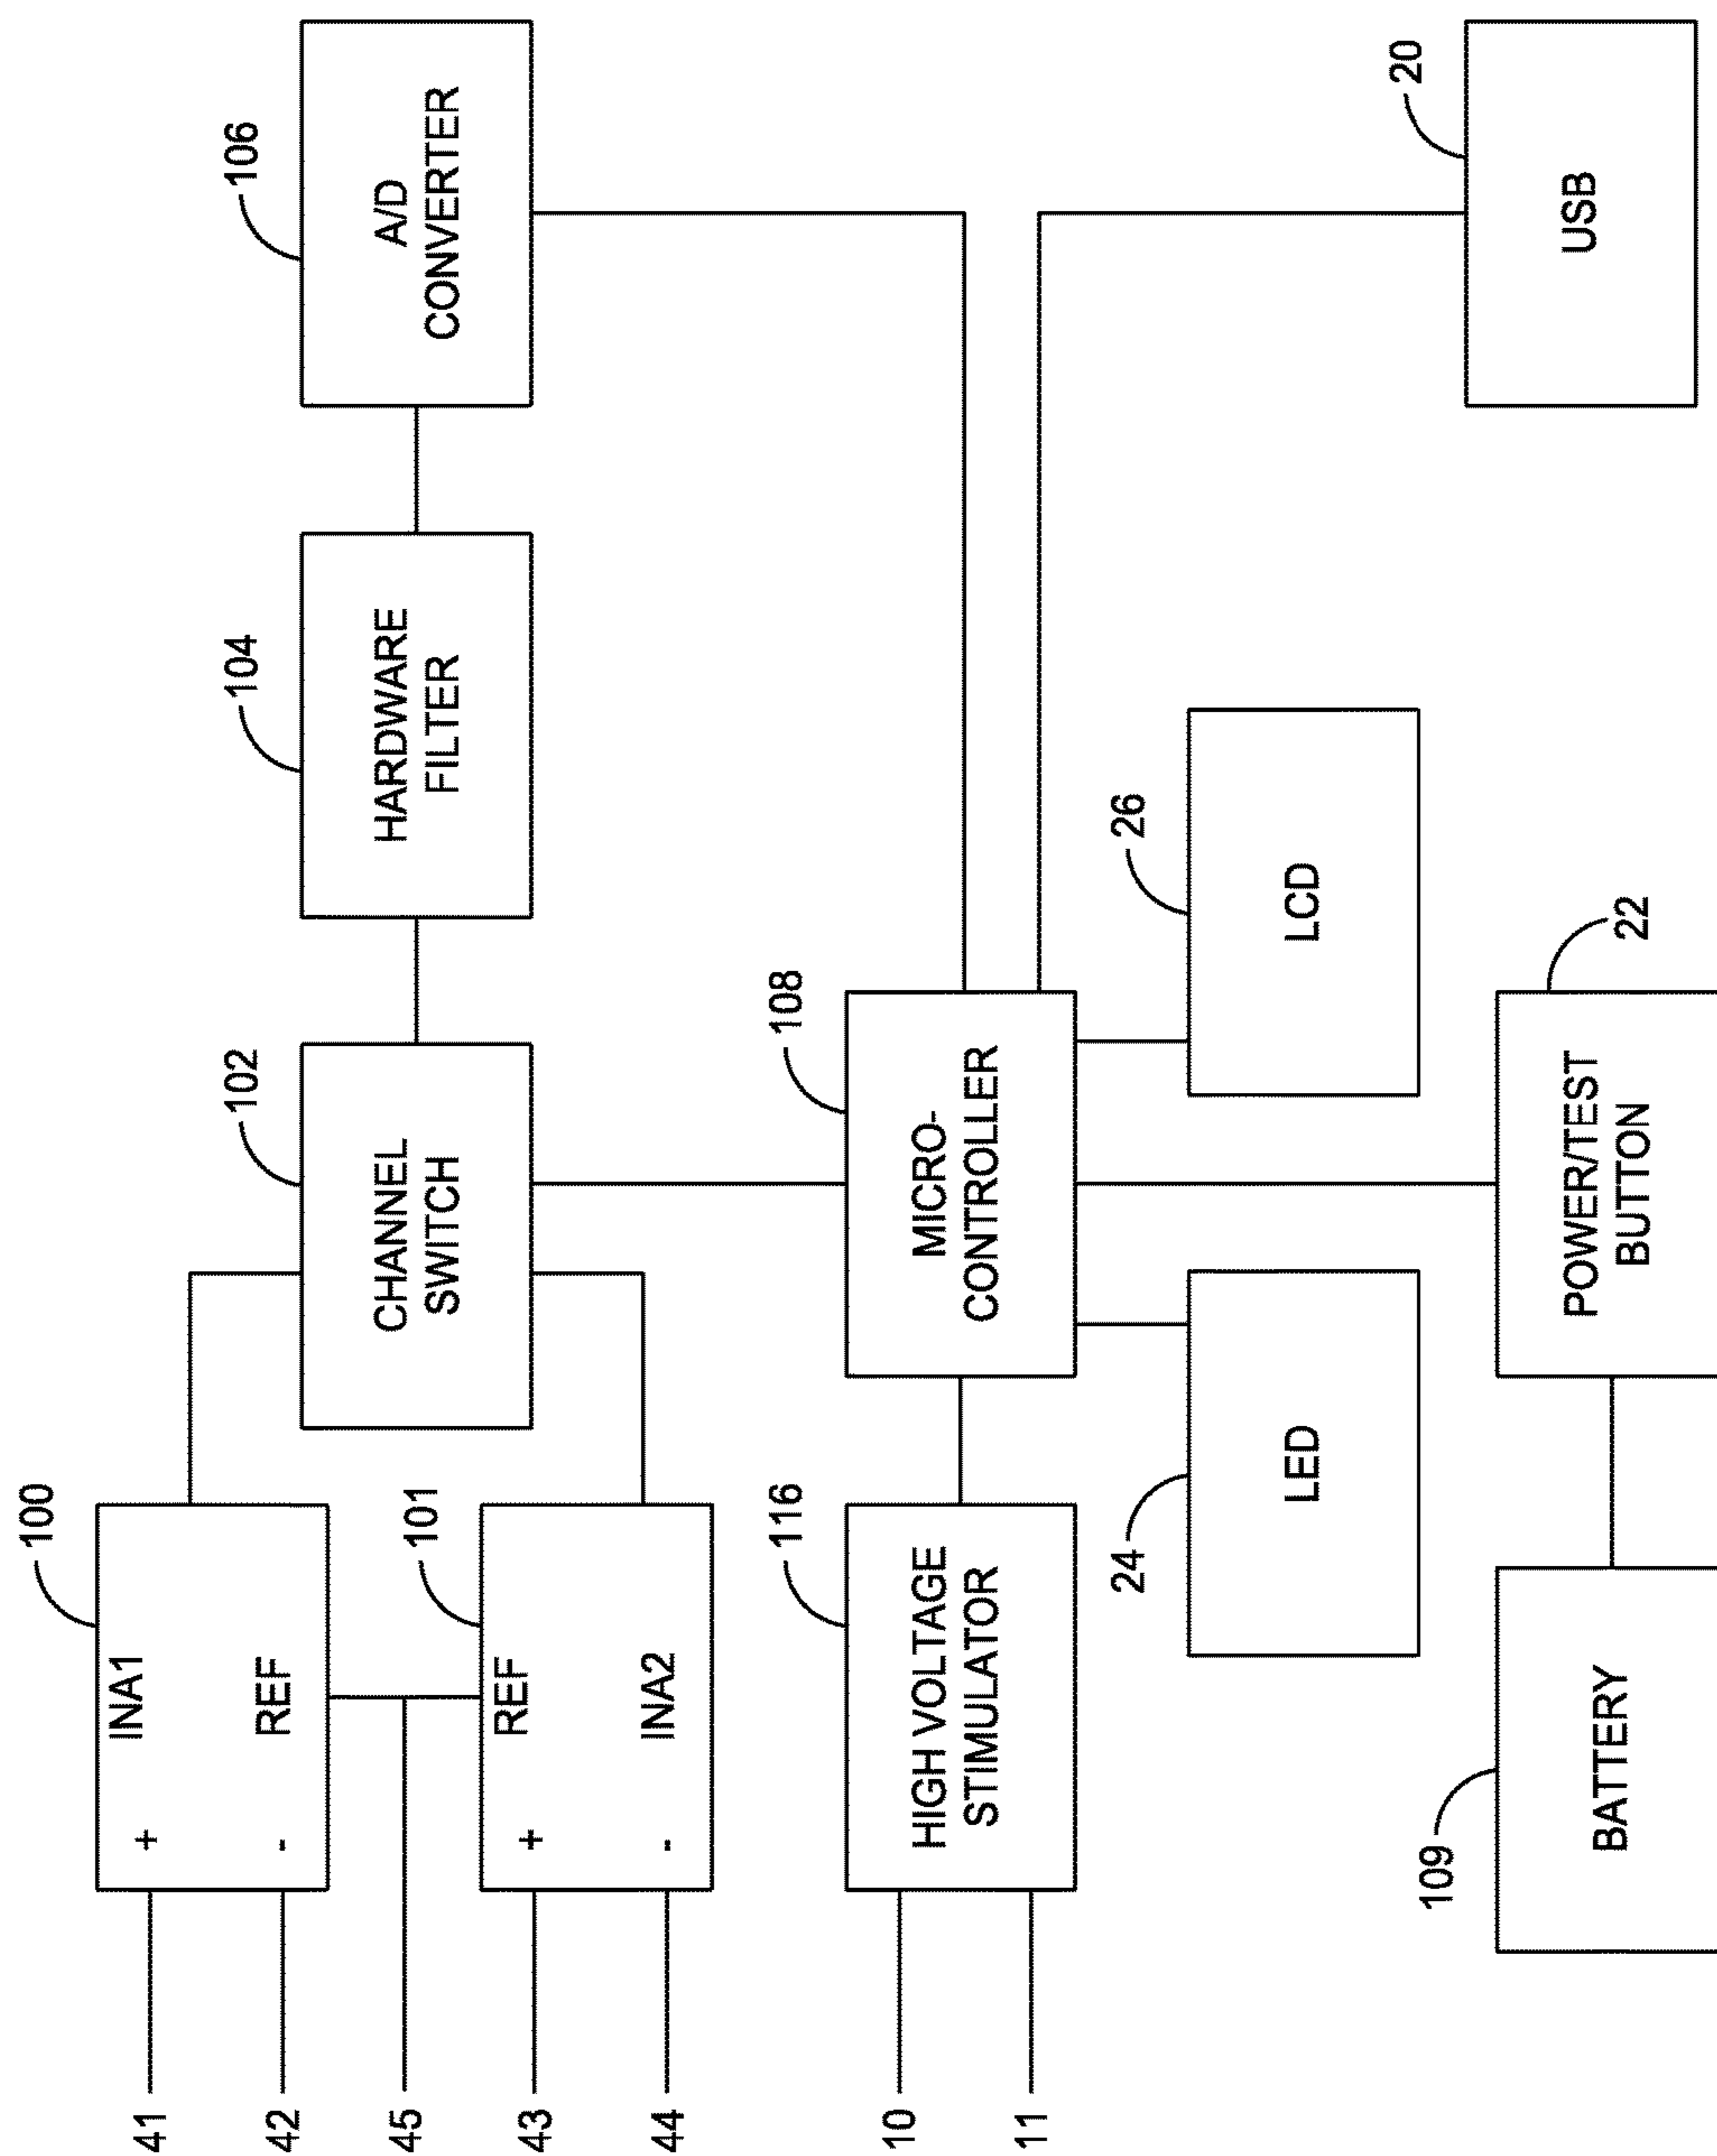 100
41
+
INA1
42
-
REF
45
101
43
+
REF
44
-
INA2
102
CHANNEL
SWITCH
104
HARDWARE
FILTER
106
A/D
CONVERTER
116
10
11
HIGH VOLTAGE
STIMULATOR
108
MICRO-
CONTROLLER
24
LED
26
LCD
20
USB
109
BATTERY
22
POWER/TEST
BUTTON